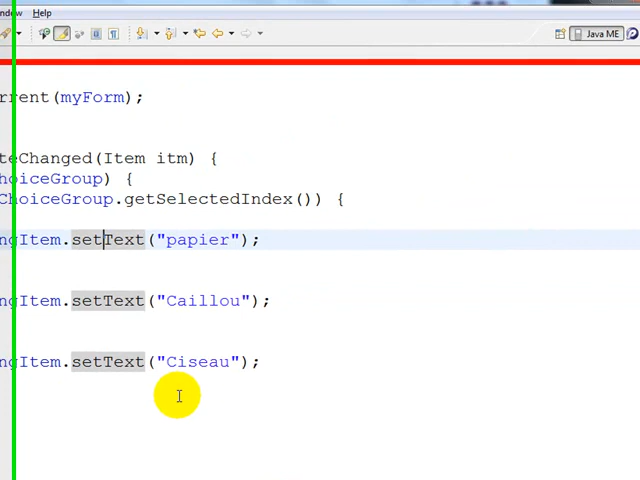 ndow Help
Java ME
rrent(myForm);
teChanged(Item itm) {
hoiceGroup) {
ChoiceGroup.getSelectedIndex()) {
ngItem.setText("papier");
ngItem.setText("Caillou");
ngItem.setText("Ciseau");